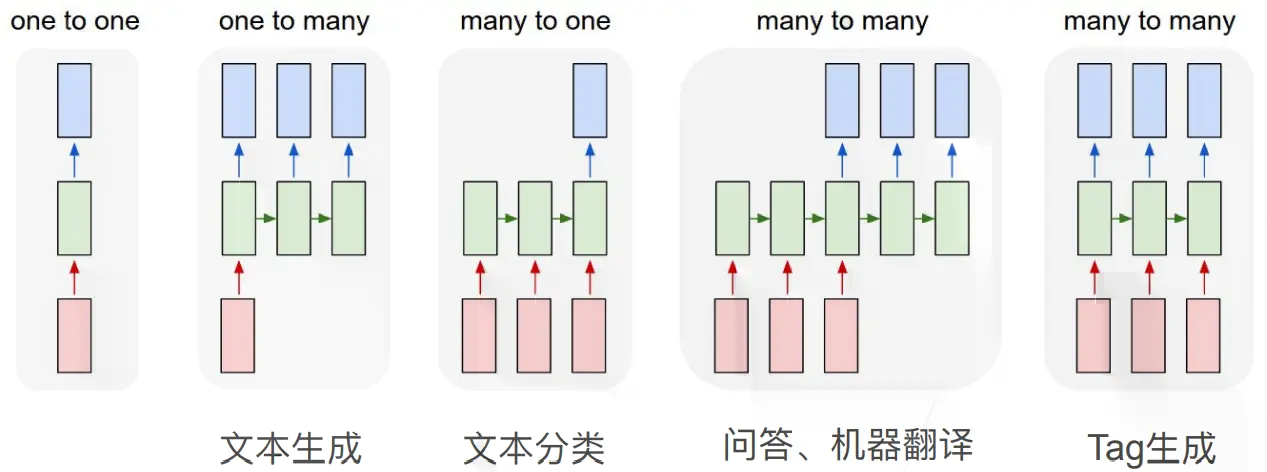 one to one
one to many
many to one
many to many
many to many
文本生成
文本分类
问答、机器翻译
Tag生成